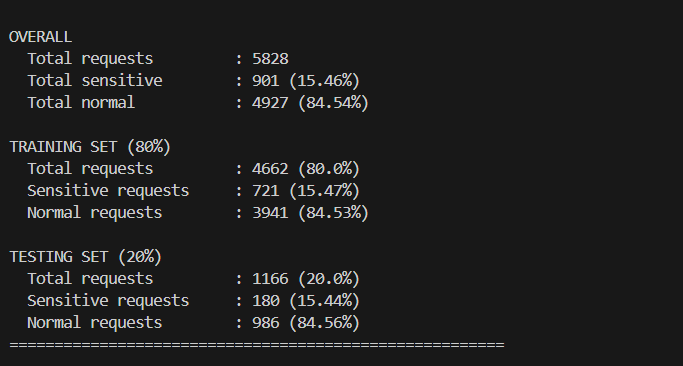 OVERALL
  Total requests         : 5828
  Total sensitive        : 901 (15.46%)
  Total normal           : 4927 (84.54%)

TRAINING SET (80%)
  Total requests         : 4662 (80.0%)
  Sensitive requests     : 721 (15.47%)
  Normal requests        : 3941 (84.53%)

TESTING SET (20%)
  Total requests         : 1166 (20.0%)
  Sensitive requests     : 180 (15.44%)
  Normal requests        : 986 (84.56%)
=======================================================